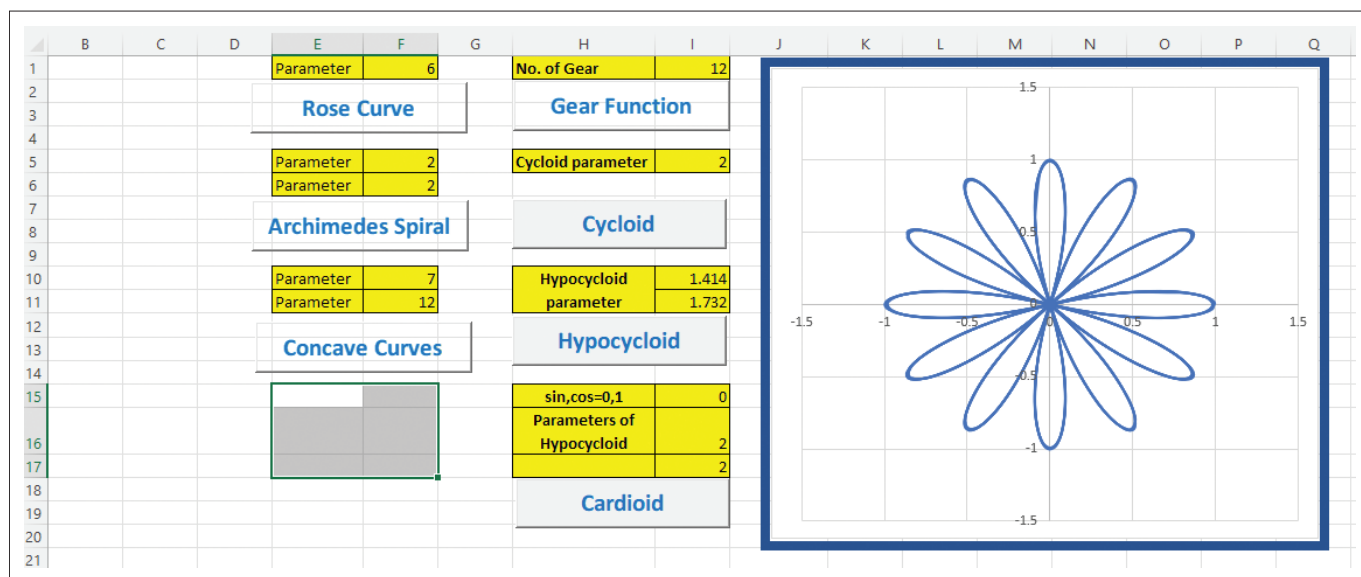 B C D E F G H I J K L M N O P Q
1 Parameter 6 No. of Gear 12
2
3 Rose Curve Gear Function
4
5 Parameter 2 Cycloid parameter 2
6 Parameter 2
7
8 Archimedes Spiral Cycloid
9
10 Parameter 7 Hypocycloid 1.414
11 Parameter 12 parameter 1.732
12
13 Concave Curves Hypocycloid
14
15 sin,cos=0,1 0
Parameters of
16 Hypocycloid 2
17 2
18
19 Cardioid
20
21
1.5
1
0.5
0
-1.5 -1 -0.5 0 0.5 1 1.5
-0.5
-1
-1.5